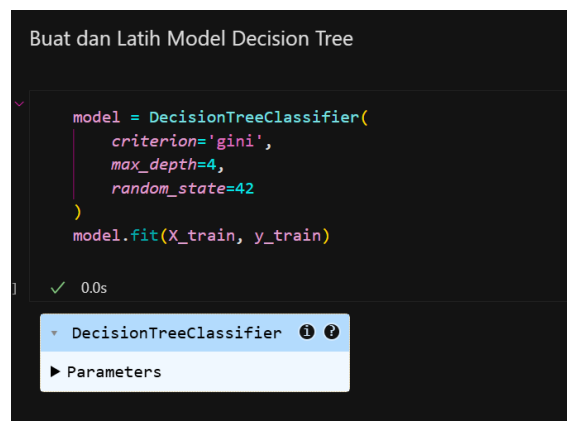 Buat dan Latih Model Decision Tree
model = DecisionTreeClassifier(
    criterion='gini',
    max_depth=4,
    random_state=42
)
model.fit(X_train, y_train)
]
✓ 0.0s
▾ DecisionTreeClassifier i ?
▶ Parameters